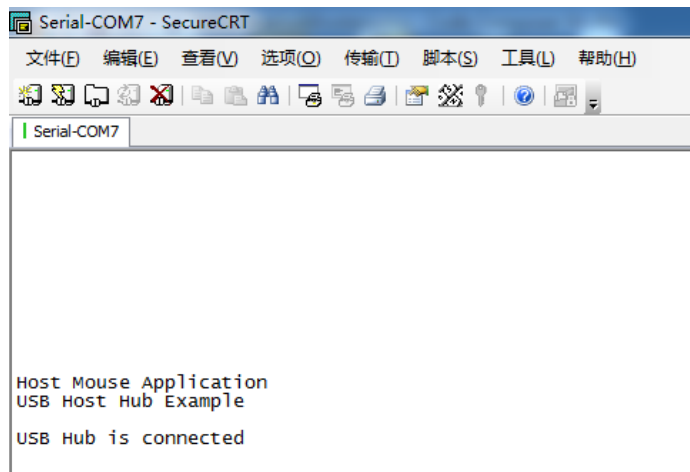 Serial-COM7 - SecureCRT
文件(F) 编辑(E) 查看(V) 选项(O) 传输(T) 脚本(S) 工具(L) 帮助(H)
Serial-COM7
Host Mouse Application
USB Host Hub Example
USB Hub is connected